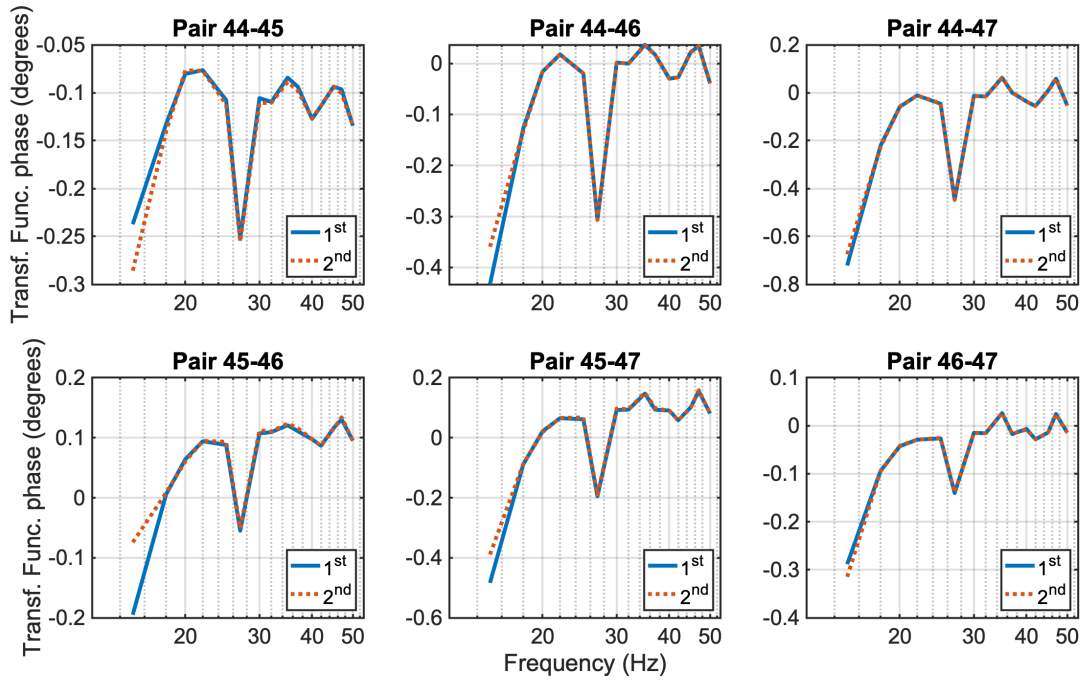 Pair 44-45 Pair 44-46 Pair 44-47
Transf. Func. phase (degrees)
-0.05
-0.1
-0.15
-0.2
-0.25
-0.3
20 30 40 50
1st
2nd
0
-0.1
-0.2
-0.3
-0.4
20 30 40 50
1st
2nd
0.2
0
-0.2
-0.4
-0.6
-0.8
20 30 40 50
1st
2nd
Pair 45-46 Pair 45-47 Pair 46-47
Transf. Func. phase (degrees)
0.2
0.1
0
-0.1
-0.2
20 30 40 50
1st
2nd
0.2
0
-0.2
-0.4
-0.6
20 30 40 50
1st
2nd
0.1
0
-0.1
-0.2
-0.3
-0.4
20 30 40 50
1st
2nd
Frequency (Hz)